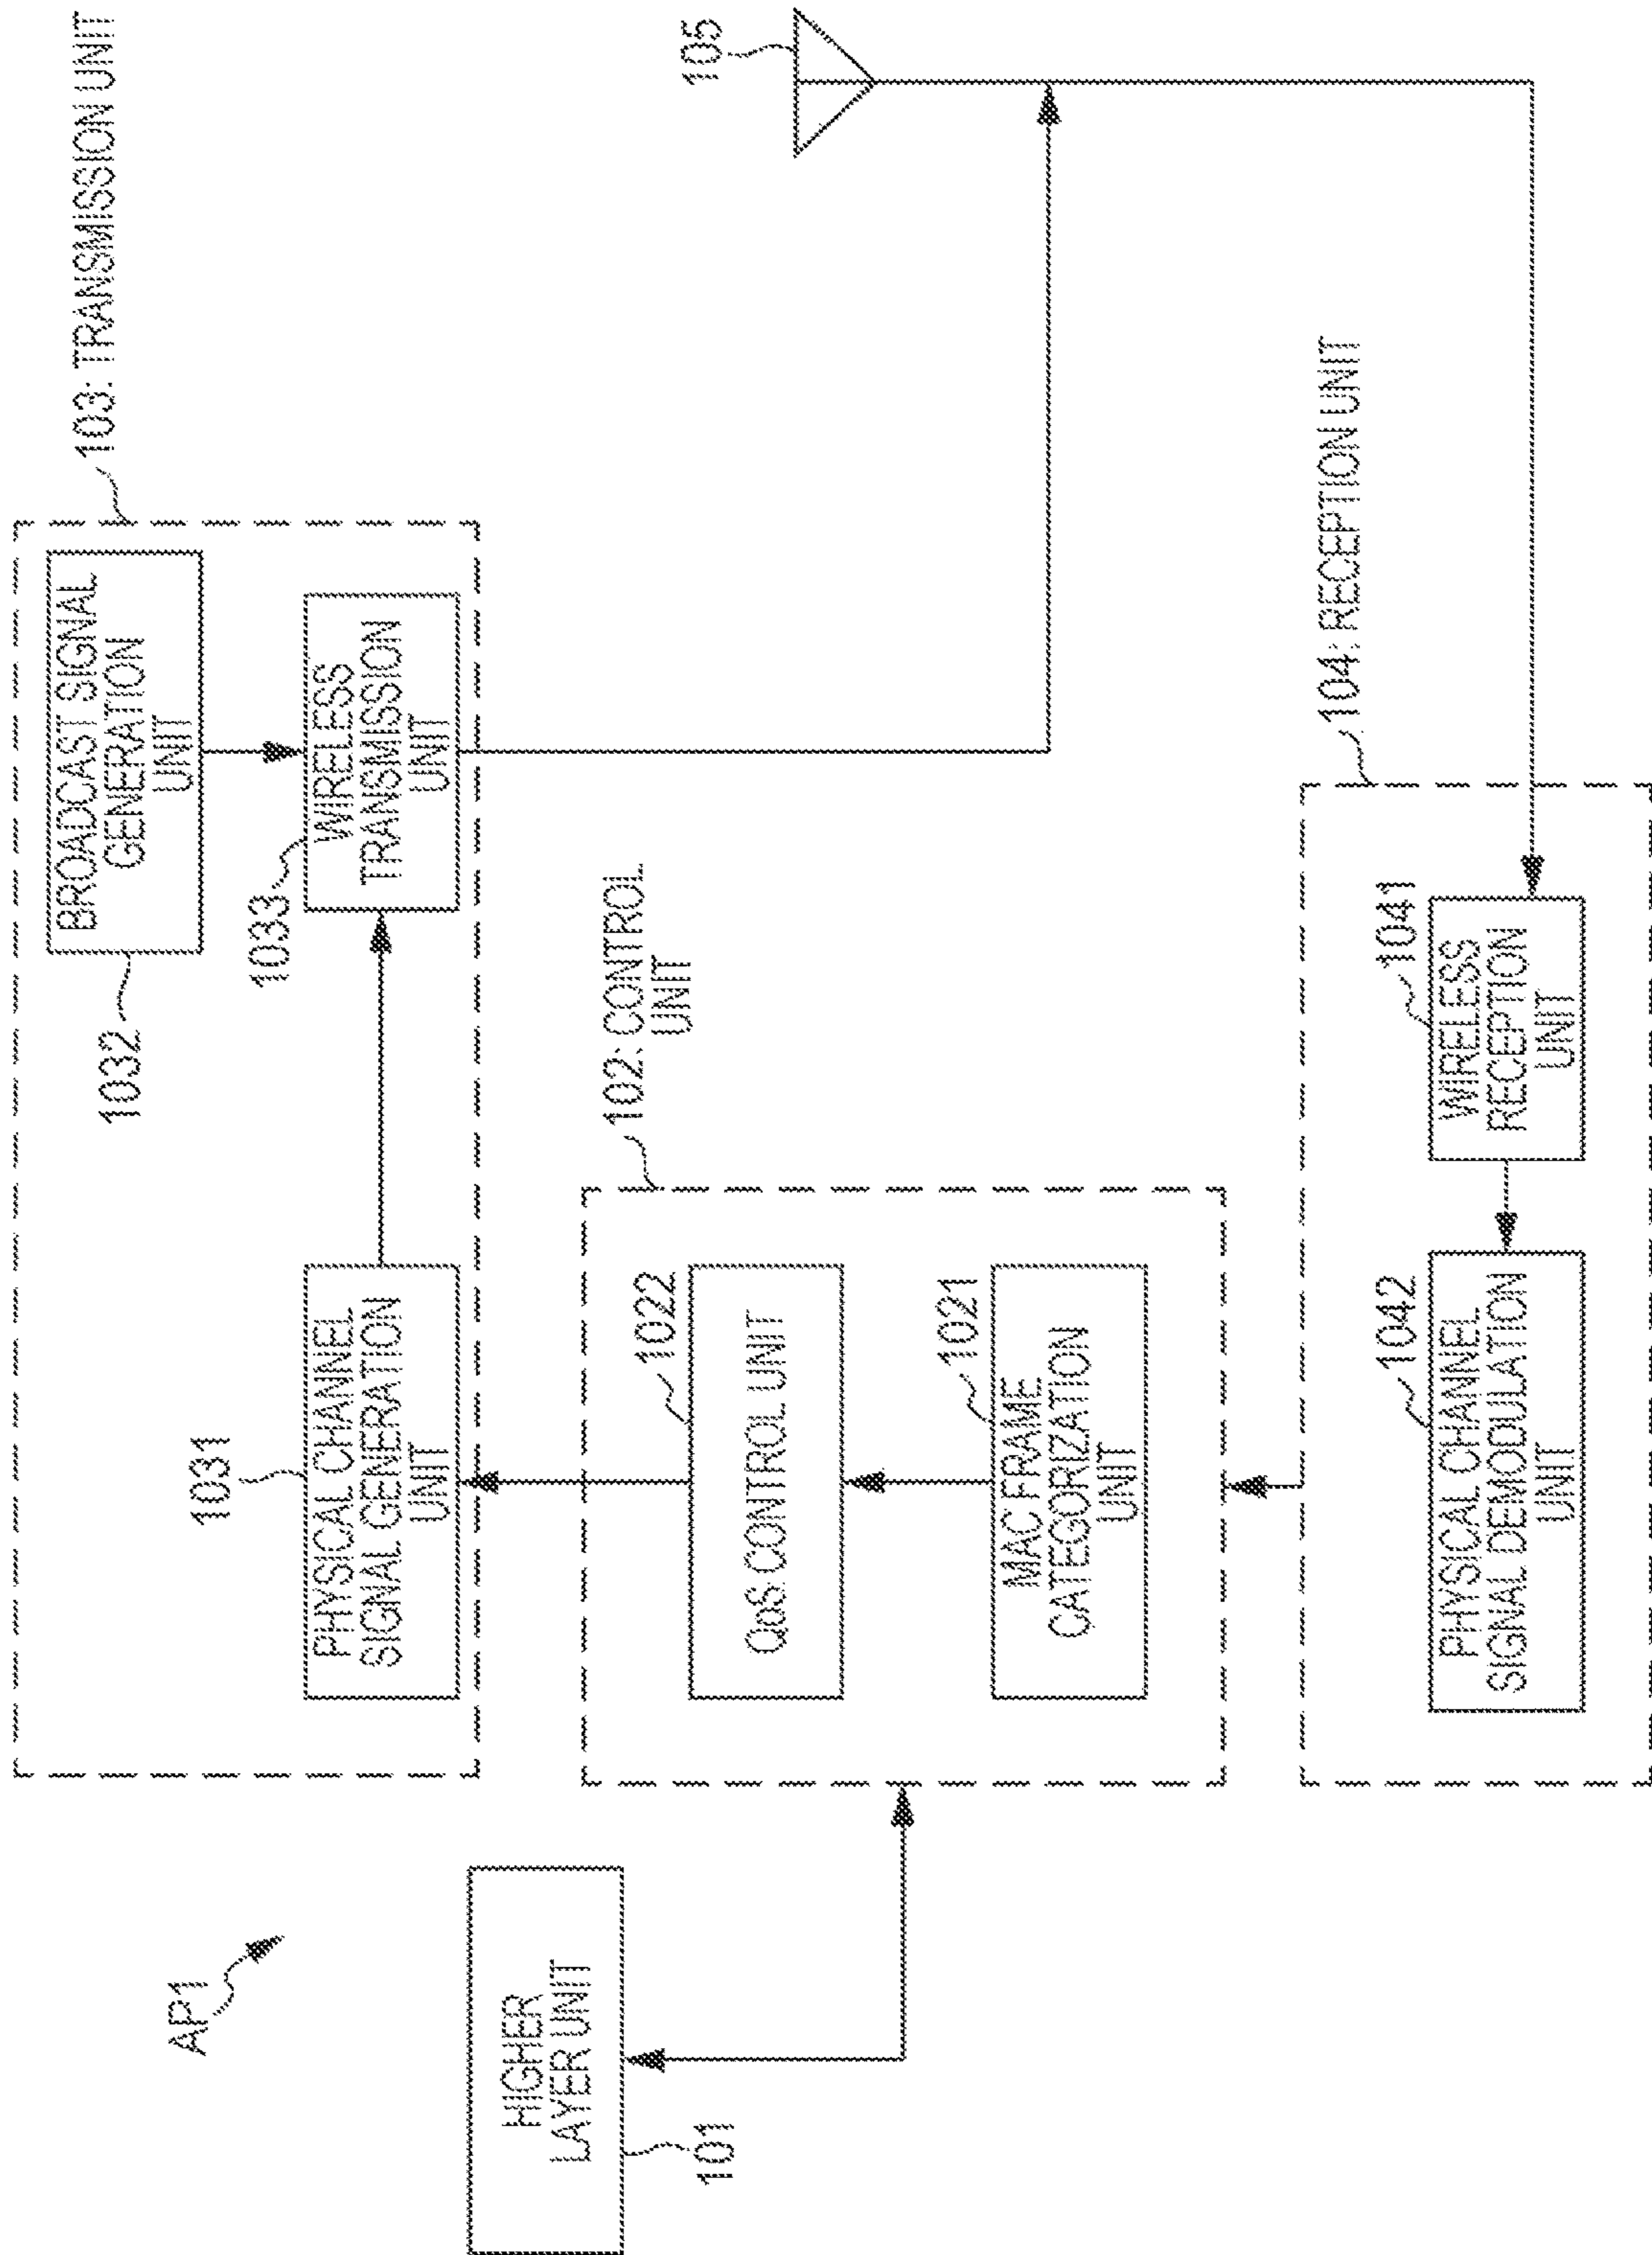 AP1
HIGHER
LAYER UNIT
101
103: TRANSMISSION UNIT
1031
PHYSICAL CHANNEL
SIGNAL GENERATION
UNIT
1032
BROADCAST SIGNAL
GENERATION
UNIT
1033
WIRELESS
TRANSMISSION
UNIT
102: CONTROL
UNIT
1022
QoS CONTROL UNIT
1021
MAC FRAME
CATEGORIZATION
UNIT
105
104: RECEPTION UNIT
1042
PHYSICAL CHANNEL
SIGNAL DEMODULATION
UNIT
1041
WIRELESS
RECEPTION
UNIT